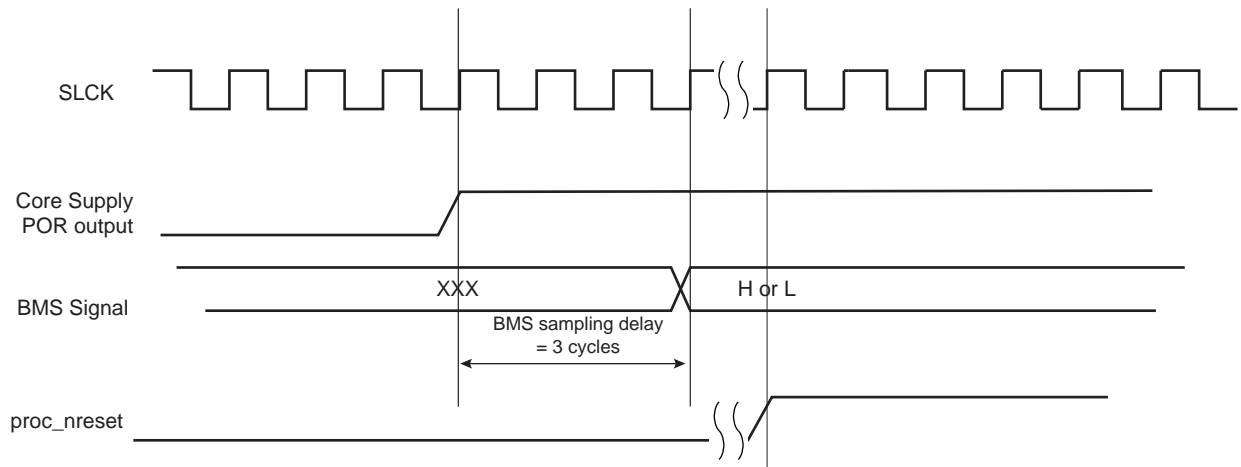 SLCK
Core Supply
POR output
BMS Signal
XXX
H or L
BMS sampling delay
= 3 cycles
proc_nreset